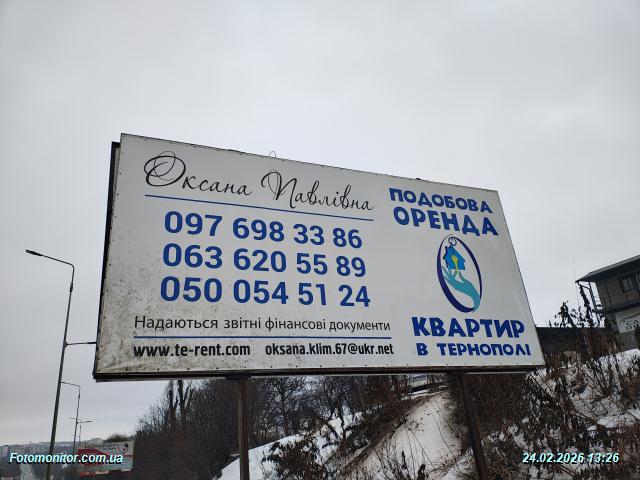 Оксана Павлівна
097 698 33 86
063 620 55 89
050 054 51 24
Надаються звітні фінансові документи
www.te-rent.com oksana.klim.67@ukr.net
ПОДОБОВА
ОРЕНДА
КВАРТИР
В ТЕРНОПОЛІ
Fotomonitor.com.ua
24.02.2026 13:26